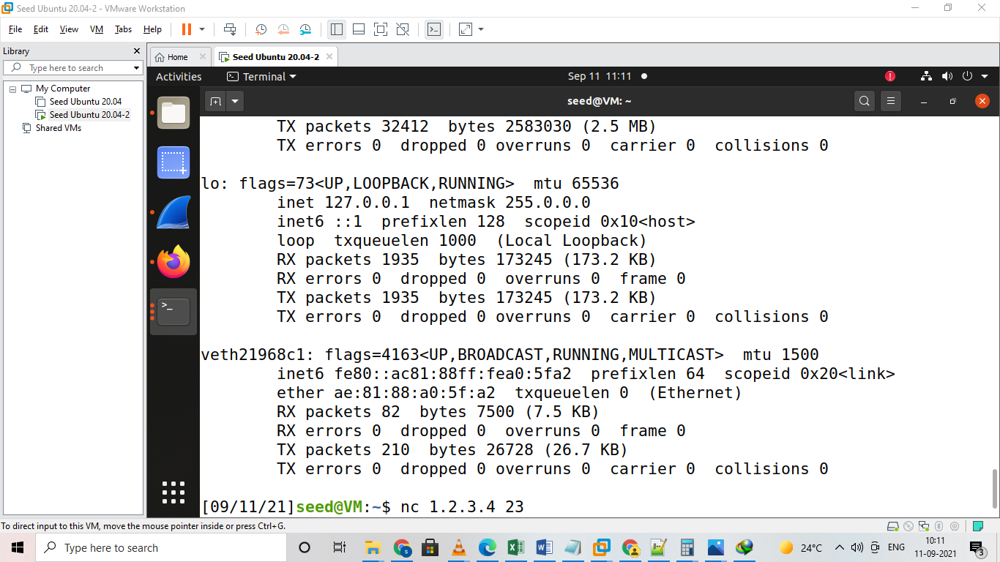 Seed Ubuntu 20.04-2 - VMware Workstation
File Edit View VM Tabs Help
Library
Type here to search
My Computer
Seed Ubuntu 20.04
Seed Ubuntu 20.04-2
Shared VMs
Home
Seed Ubuntu 20.04-2
Activities
Terminal
Sep 11 11:11
seed@VM: ~
TX packets 32412  bytes 2583030 (2.5 MB)
TX errors 0  dropped 0 overruns 0  carrier 0  collisions 0
lo: flags=73<UP,LOOPBACK,RUNNING>  mtu 65536
inet 127.0.0.1  netmask 255.0.0.0
inet6 ::1  prefixlen 128  scopeid 0x10<host>
loop  txqueuelen 1000  (Local Loopback)
RX packets 1935  bytes 173245 (173.2 KB)
RX errors 0  dropped 0  overruns 0  frame 0
TX packets 1935  bytes 173245 (173.2 KB)
TX errors 0  dropped 0 overruns 0  carrier 0  collisions 0
veth21968c1: flags=4163<UP,BROADCAST,RUNNING,MULTICAST>  mtu 1500
inet6 fe80::ac81:88ff:fea0:5fa2  prefixlen 64  scopeid 0x20<link>
ether ae:81:88:a0:5f:a2  txqueuelen 0  (Ethernet)
RX packets 82  bytes 7500 (7.5 KB)
RX errors 0  dropped 0  overruns 0  frame 0
TX packets 210  bytes 26728 (26.7 KB)
TX errors 0  dropped 0 overruns 0  carrier 0  collisions 0
[09/11/21]seed@VM:~$ nc 1.2.3.4 23
To direct input to this VM, move the mouse pointer inside or press Ctrl+G.
Type here to search
24°C
ENG
10:11
11-09-2021
3